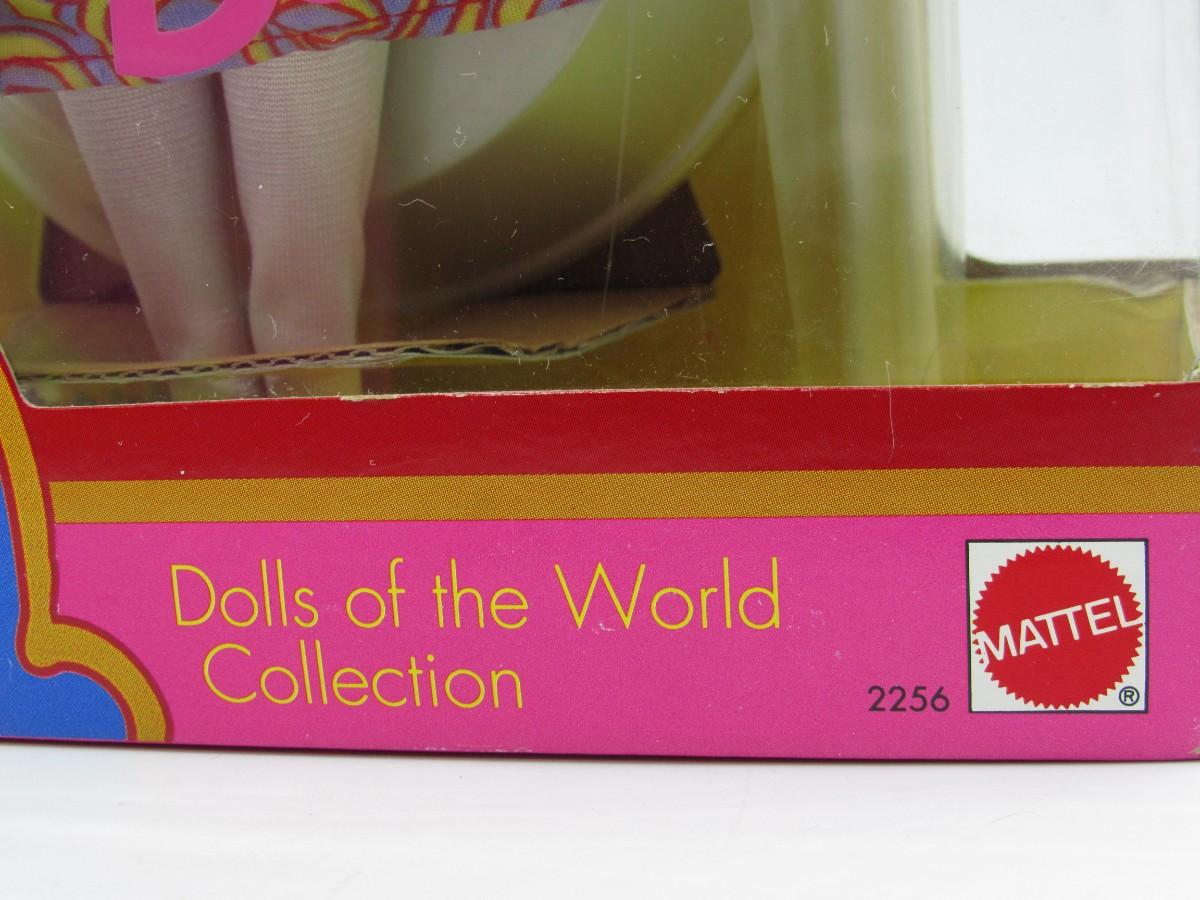 Dolls of the World
Collection
2256
MATTEL
®